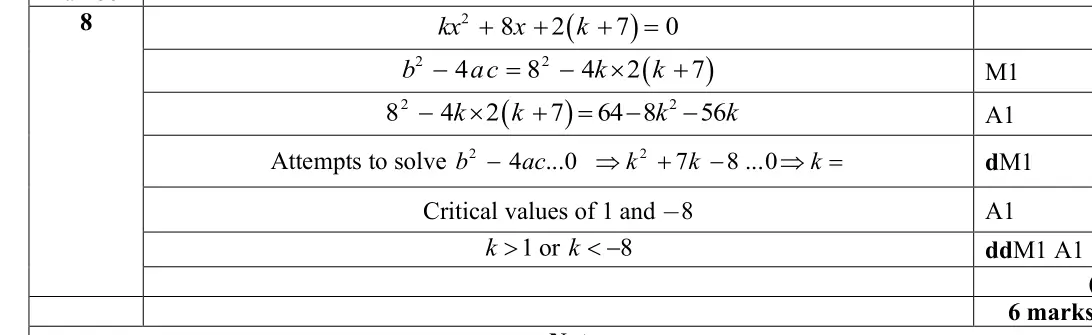 8
kx² + 8x + 2(k + 7) = 0
b² − 4ac = 8² − 4k×2(k + 7)
M1
8² − 4k×2(k + 7) = 64 − 8k² − 56k
A1
Attempts to solve b² − 4ac...0 ⇒ k² + 7k − 8 ...0 ⇒ k =
dM1
Critical values of 1 and −8
A1
k > 1 or k < −8
ddM1 A1
(
6 marks